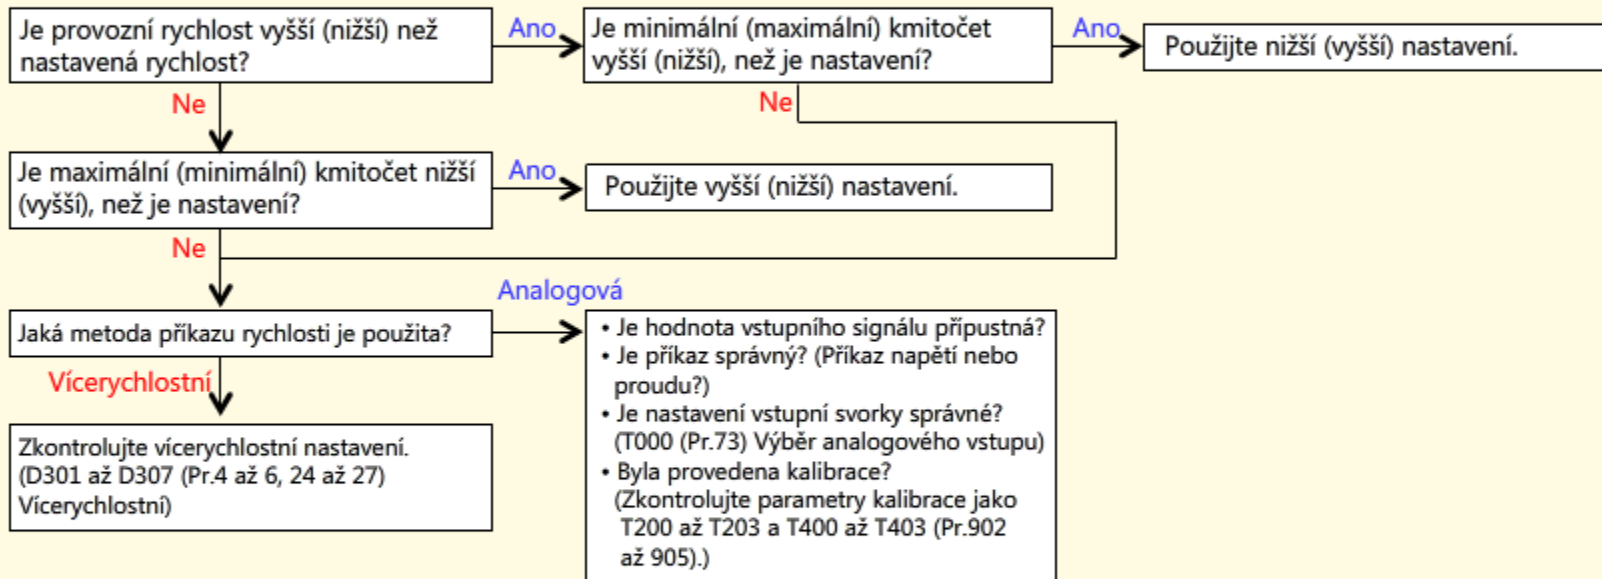 Je provozní rychlost vyšší (nižší) než
nastavená rychlost?
Ano
Je minimální (maximální) kmitočet
vyšší (nižší), než je nastavení?
Ano
Použijte nižší (vyšší) nastavení.
Ne
Ne
Je maximální (minimální) kmitočet nižší
(vyšší), než je nastavení?
Ano
Použijte vyšší (nižší) nastavení.
Ne
Jaká metoda příkazu rychlosti je použita?
Analogová
• Je hodnota vstupního signálu přípustná?
• Je příkaz správný? (Příkaz napětí nebo
proudu?)
• Je nastavení vstupní svorky správné?
(T000 (Pr.73) Výběr analogového vstupu)
• Byla provedena kalibrace?
(Zkontrolujte parametry kalibrace jako
T200 až T203 a T400 až T403 (Pr.902
až 905).)
Vícerychlostní
Zkontrolujte vícerychlostní nastavení.
(D301 až D307 (Pr.4 až 6, 24 až 27)
Vícerychlostní)